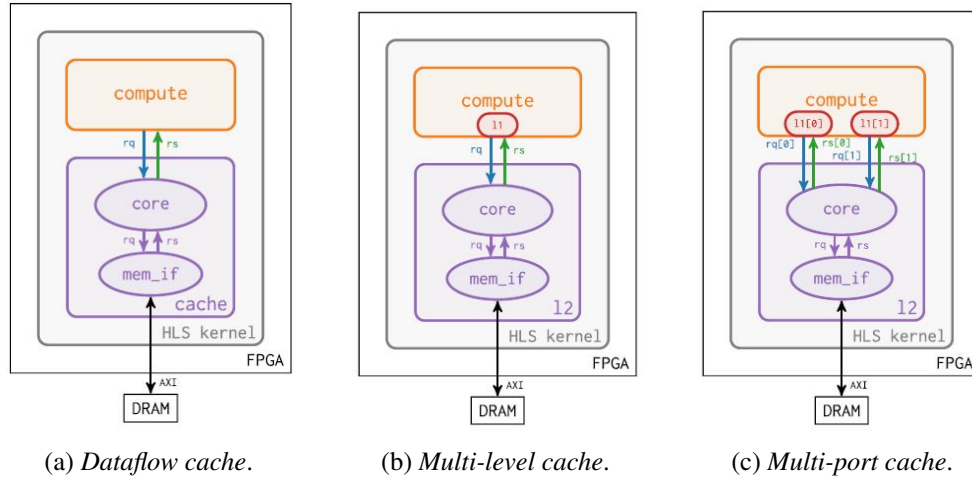 compute
rq
rs
core
rq
rs
mem_if
cache
HLS kernel
FPGA
AXI
DRAM
(a) Dataflow cache.
compute
l1
rq
rs
core
rq
rs
mem_if
l2
HLS kernel
FPGA
AXI
DRAM
(b) Multi-level cache.
compute
l1[0]
l1[1]
rq[0]
rs[0]
rq[1]
rs[1]
core
rq
rs
mem_if
l2
HLS kernel
FPGA
AXI
DRAM
(c) Multi-port cache.